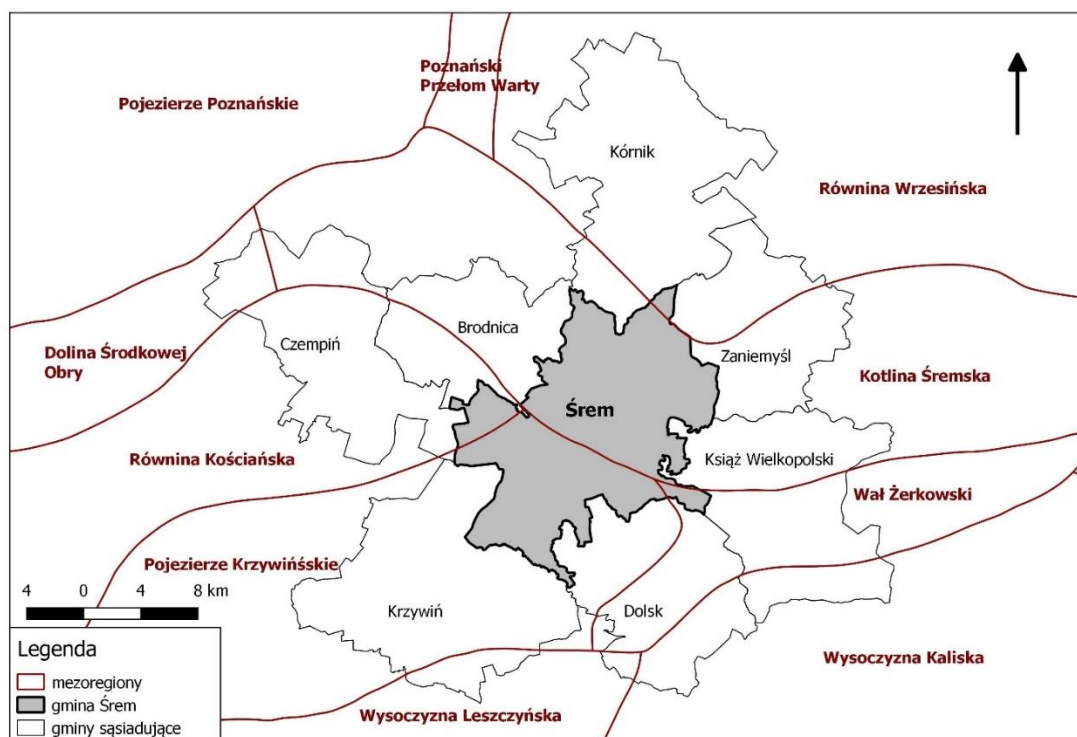 Poznański
Przełom Warty
Pojezierze Poznańskie
Kórnik
Równina Wrzesińska
Brodnica
Czempiń
Zaniemyśl
Dolina Środkowej
Obry
Kotlina Śremska
Śrem
Równina Kościańska
Książ Wielkopolski
Wał Żerkowski
Pojezierze Krzywińśskie
4 0 4 8 km
Krzywiń
Dolsk
Legenda
mezoregiony
gmina Śrem
gminy sąsiadujące
Wysoczyzna Kaliska
Wysoczyzna Leszczyńska